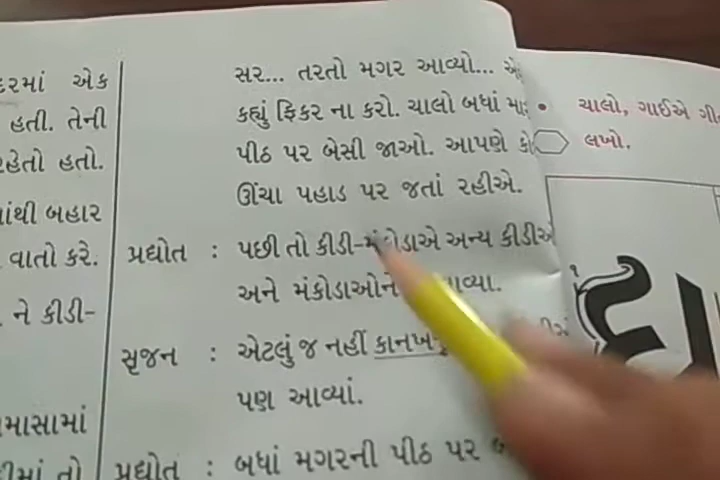 દરમાં એક
હતી. તેની
રહેતો હતો.
માંથી બહાર
વાતો કરે.
ને કીડી-
માસામાં
તો
સર... તરતો મગર આવ્યો...
કહ્યું ફિકર ના કરો. ચાલો બધાં
પીઠ પર બેસી જાઓ. આપણે
ઊંચા પહાડ પર જતાં રહીએ.
પ્રદ્યોત : પછી તો કીડી-મંકોડાએ અન્ય
અને મંકોડાઓને
સૃજન : એટલું જ નહીં
પણ આવ્યાં.
પ્રદ્યોત : બધાં મગરની પીઠ પર
• ચાલો, ગાઈએ
લખો.